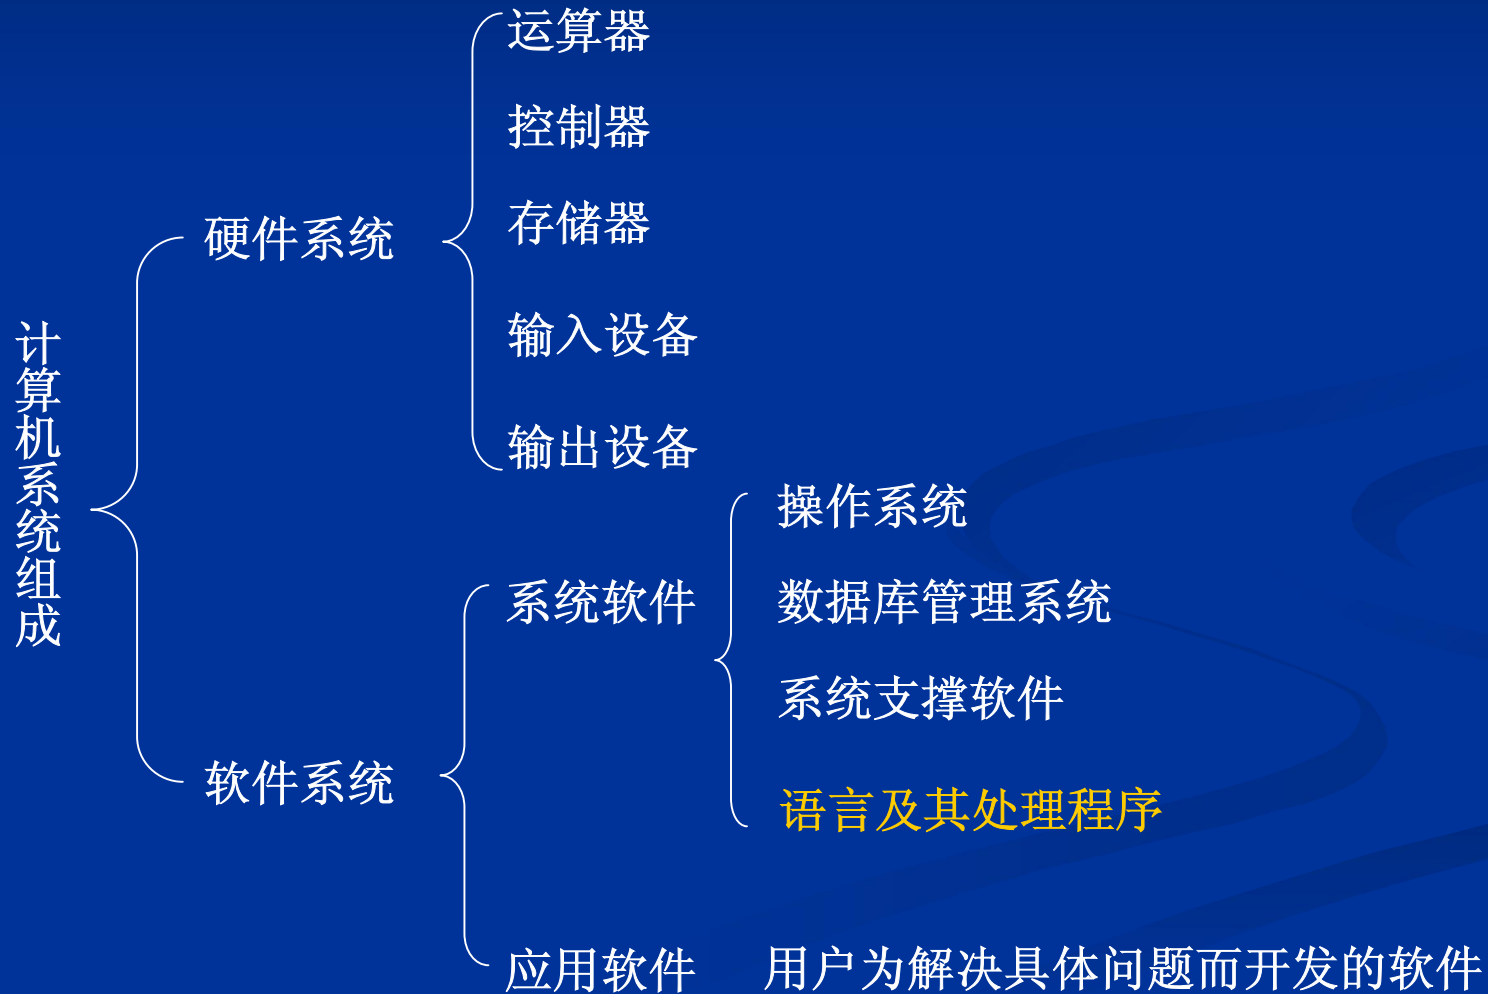 运算器
控制器
存储器
硬件系统
输入设备
输出设备
计算机系统组成
操作系统
系统软件
数据库管理系统
系统支撑软件
软件系统
语言及其处理程序
应用软件 用户为解决具体问题而开发的软件